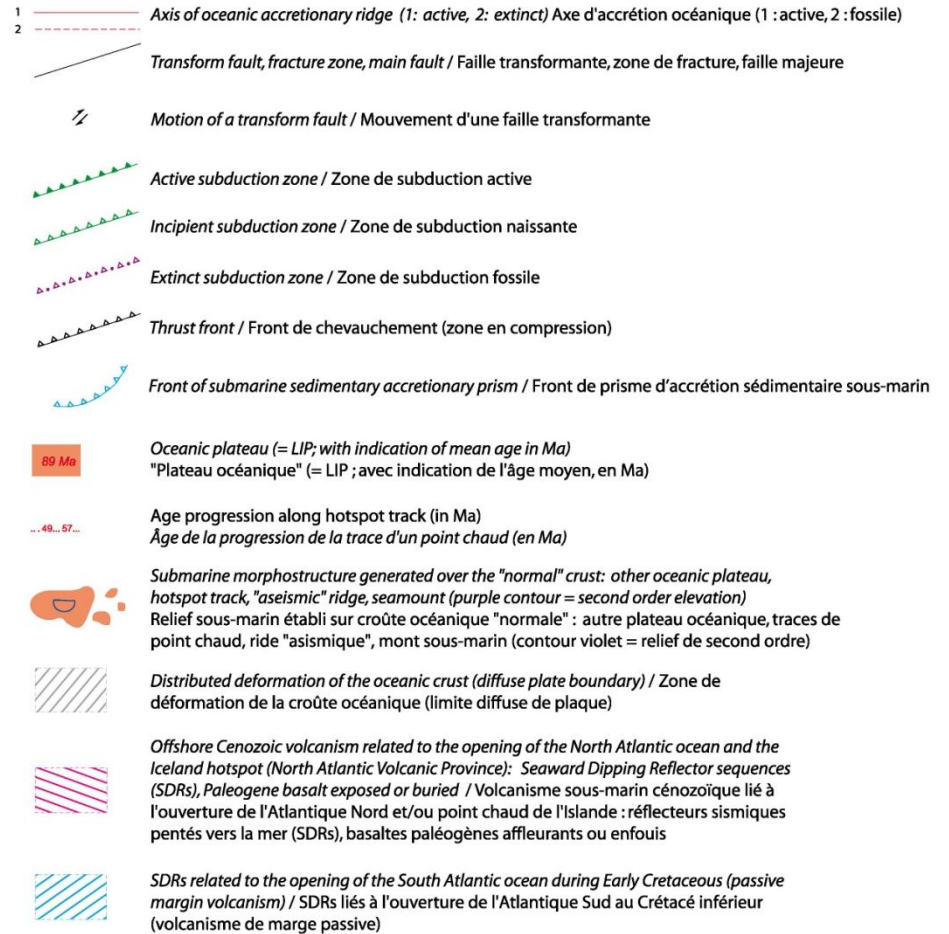 1
Axis of oceanic accretionary ridge (1: active, 2: extinct) Axe d'accrétion océanique (1 : active, 2 : fossile)
2
Transform fault, fracture zone, main fault / Faille transformante, zone de fracture, faille majeure
Motion of a transform fault / Mouvement d'une faille transformante
Active subduction zone / Zone de subduction active
Incipient subduction zone / Zone de subduction naissante
Extinct subduction zone / Zone de subduction fossile
Thrust front / Front de chevauchement (zone en compression)
Front of submarine sedimentary accretionary prism / Front de prisme d’accrétion sédimentaire sous-marin
89 Ma
Oceanic plateau (= LIP; with indication of mean age in Ma)
"Plateau océanique" (= LIP ; avec indication de l'âge moyen, en Ma)
... 49... 57...
Age progression along hotspot track (in Ma)
Âge de la progression de la trace d'un point chaud (en Ma)
Submarine morphostructure generated over the "normal" crust: other oceanic plateau,
hotspot track, "aseismic" ridge, seamount (purple contour = second order elevation)
Relief sous-marin établi sur croûte océanique "normale" : autre plateau océanique, traces de
point chaud, ride "asismique", mont sous-marin (contour violet = relief de second ordre)
Distributed deformation of the oceanic crust (diffuse plate boundary) / Zone de
déformation de la croûte océanique (limite diffuse de plaque)
Offshore Cenozoic volcanism related to the opening of the North Atlantic ocean and the
Iceland hotspot (North Atlantic Volcanic Province): Seaward Dipping Reflector sequences
(SDRs), Paleogene basalt exposed or buried / Volcanisme sous-marin cénozoïque lié à
l'ouverture de l'Atlantique Nord et/ou point chaud de l'Islande : réflecteurs sismiques
pentés vers la mer (SDRs), basaltes paléogènes affleurants ou enfouis
SDRs related to the opening of the South Atlantic ocean during Early Cretaceous (passive
margin volcanism) / SDRs liés à l'ouverture de l'Atlantique Sud au Crétacé inférieur
(volcanisme de marge passive)